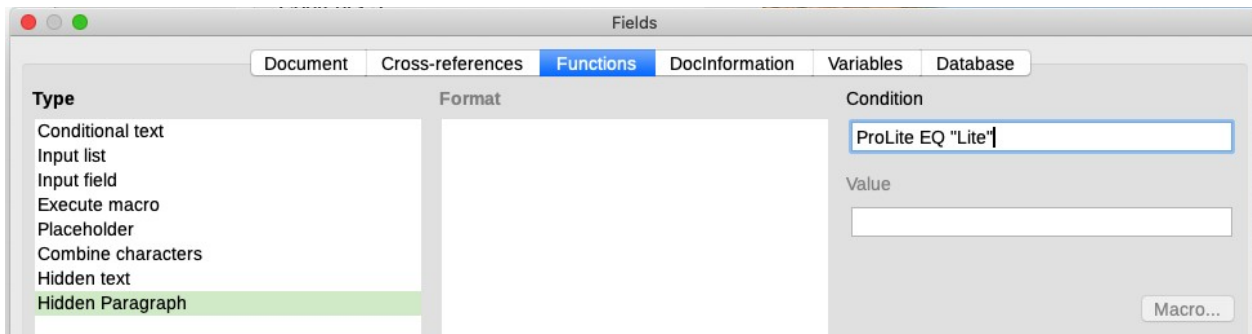 Fields
Document Cross-references Functions DocInformation Variables Database
Type Format Condition
Conditional text
Input list
Input field
Execute macro
Placeholder
Combine characters
Hidden text
Hidden Paragraph
ProLite EQ "Lite"
Value
Macro...